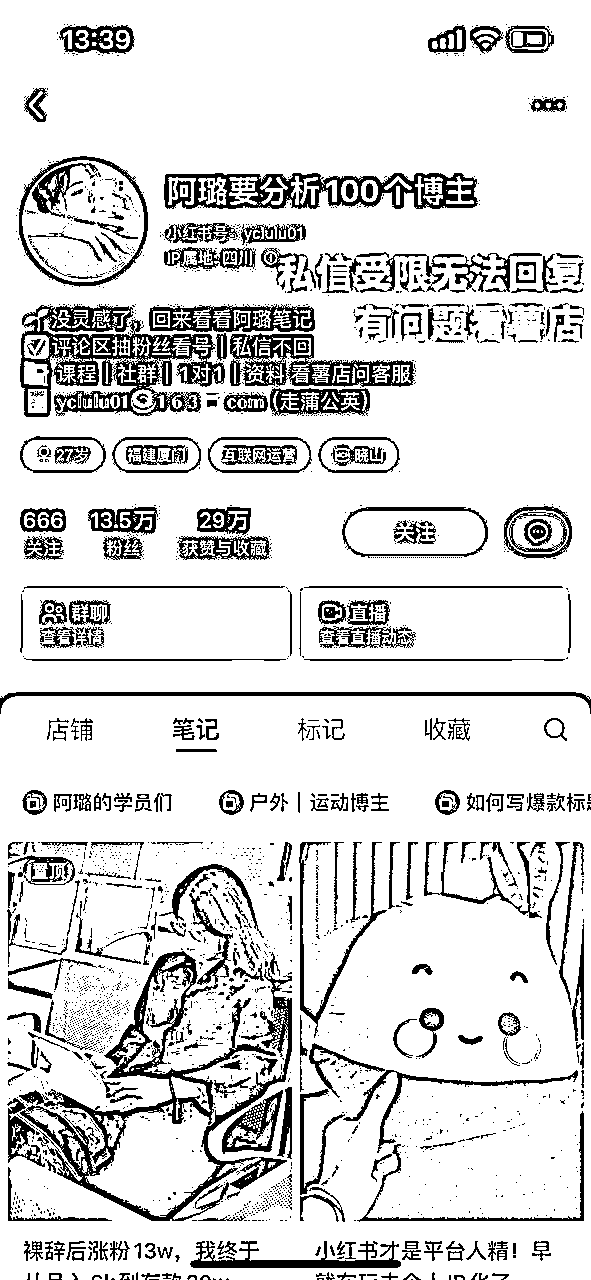 13:39
阿璐要分析100个博主
小红书号：yclulu01
IP属地：四川
私信受限无法回复
有问题看薯店
没灵感了，回来看看阿璐笔记
评论区抽粉丝看号｜私信不回
课程｜社群｜1对1｜资料 看薯店问客服
yclulu01 163 = com（走蒲公英）
27岁 福建厦门 互联网运营
666 13.5万 29万
关注 粉丝 获赞与收藏 关注
群聊 直播
查看详情 查看直播动态
店铺 笔记 标记 收藏
阿璐的学员们 户外｜运动博主 如何写爆款标题
置顶
裸辞后涨粉13w，我终于 小红书才是平台人精！早